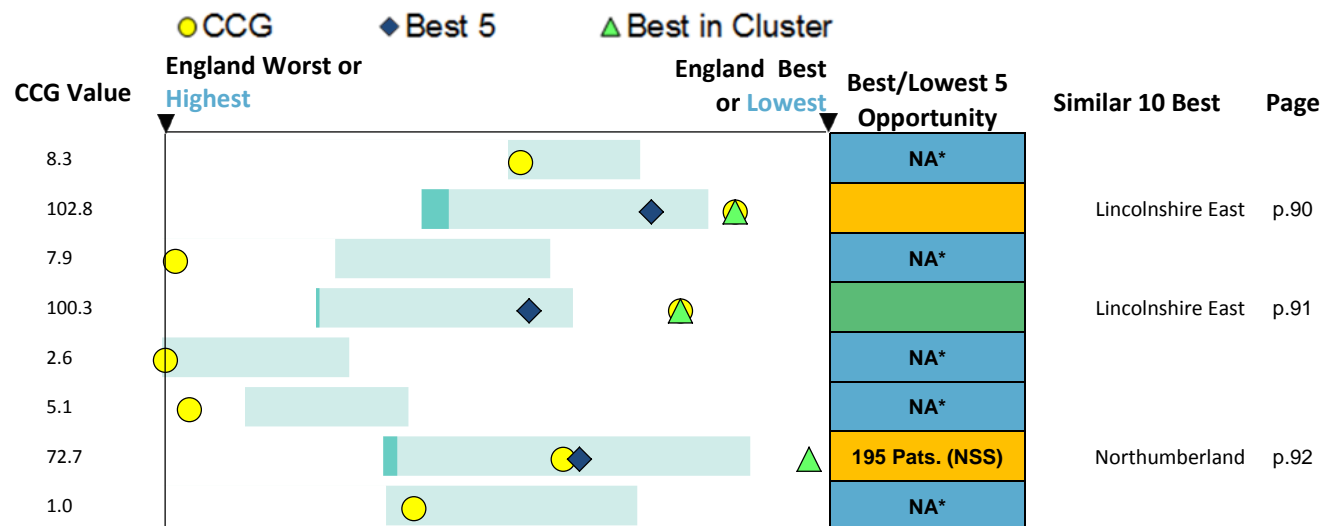 CCG Best 5 Best in Cluster
CCG Value
England Worst or
Highest
England Best
or Lowest
Best/Lowest 5
Opportunity
Similar 10 Best
Page
8.3 NA*
102.8 Lincolnshire East p.90
7.9 NA*
100.3 Lincolnshire East p.91
2.6 NA*
5.1 NA*
72.7 195 Pats. (NSS) Northumberland p.92
1.0 NA*